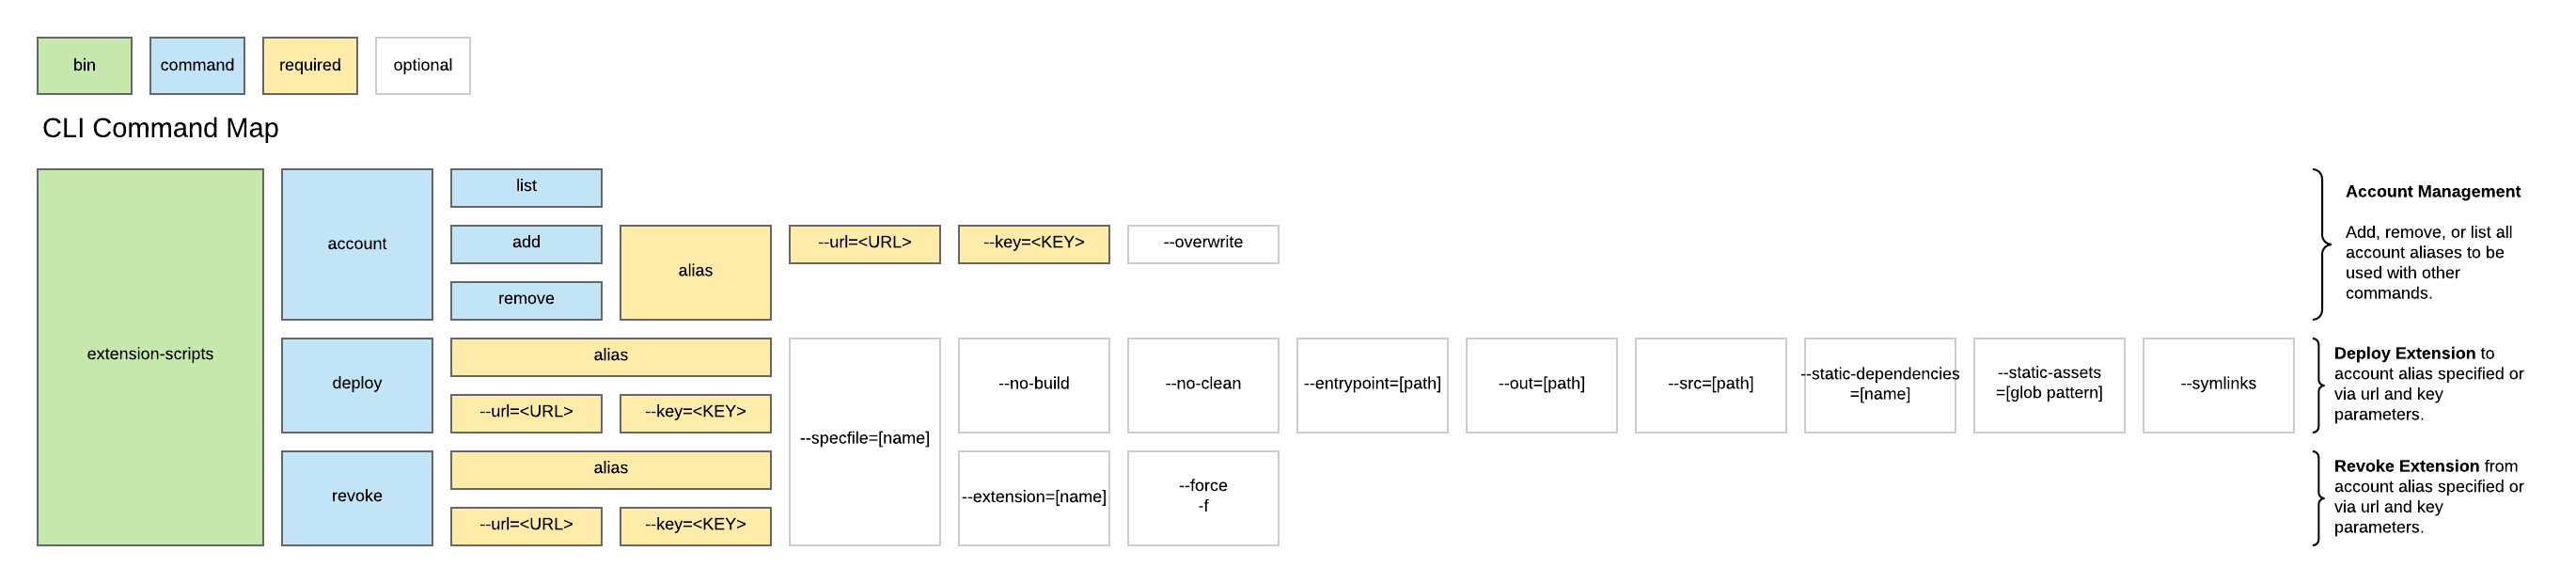 bin
command
required
optional
CLI Command Map
extension-scripts
account
list
add
remove
alias
--url=<URL>
--key=<KEY>
--overwrite
Account Management
Add, remove, or list all
account aliases to be
used with other
commands.
deploy
alias
--url=<URL>
--key=<KEY>
--specfile=[name]
--no-build
--no-clean
--entrypoint=[path]
--out=[path]
--src=[path]
--static-dependencies
=[name]
--static-assets
=[glob pattern]
--symlinks
Deploy Extension to
account alias specified or
via url and key
parameters.
revoke
alias
--url=<URL>
--key=<KEY>
--extension=[name]
--force
-f
Revoke Extension from
account alias specified or
via url and key
parameters.